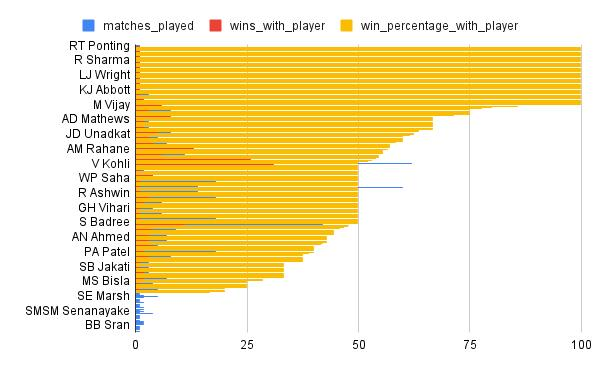 matches_played wins_with_player win_percentage_with_player
RT Ponting
R Sharma
LJ Wright
KJ Abbott
M Vijay
AD Mathews
JD Unadkat
AM Rahane
V Kohli
WP Saha
R Ashwin
GH Vihari
S Badree
AN Ahmed
PA Patel
SB Jakati
MS Bisla
SE Marsh
SMSM Senanayake
BB Sran
0 25 50 75 100